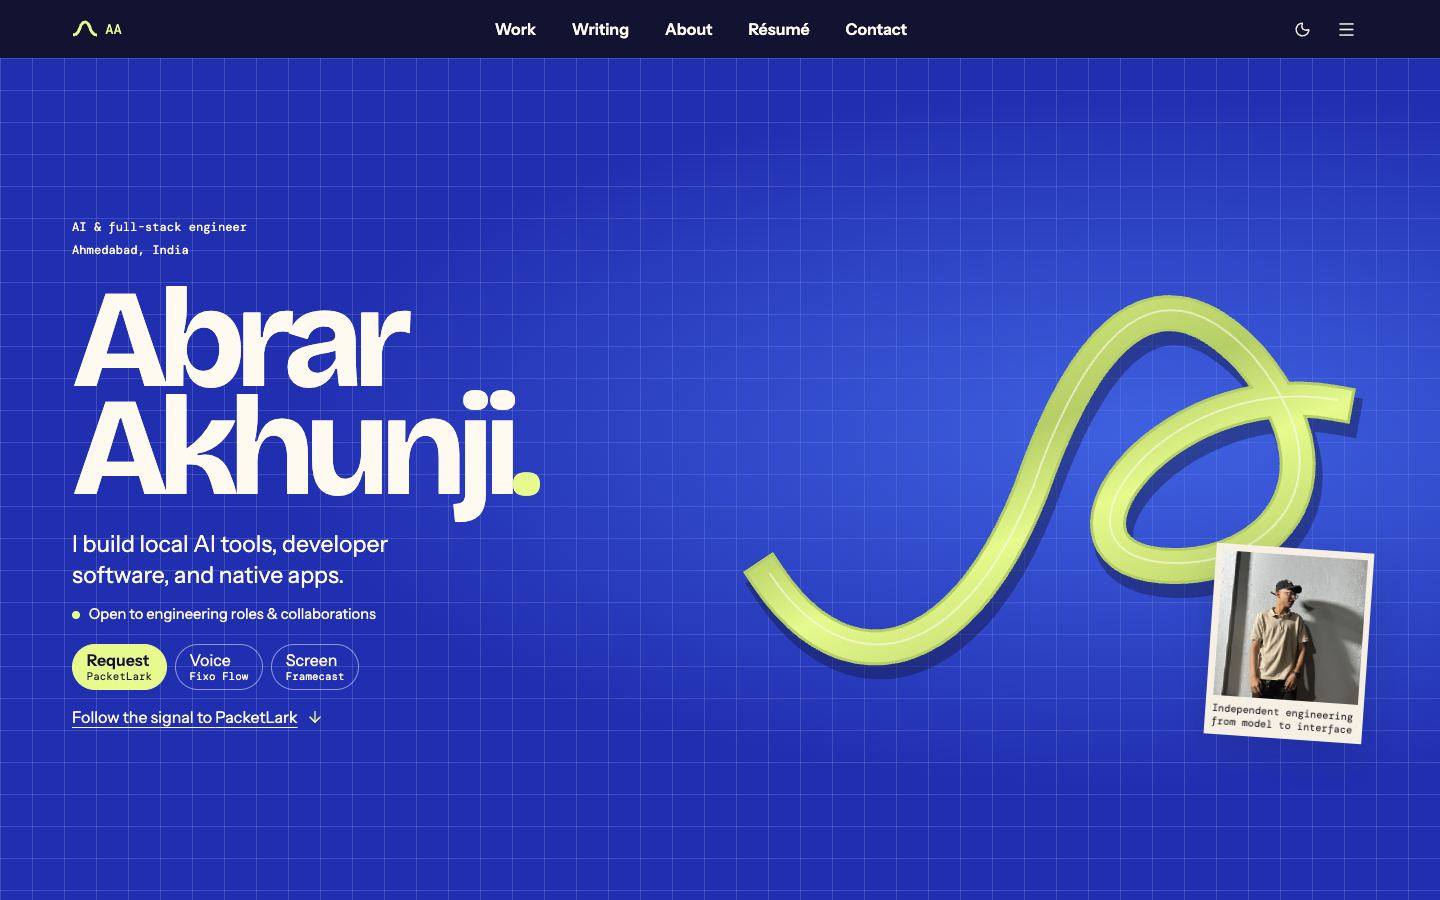 AA
Work
Writing
About
Résumé
Contact
AI & full-stack engineer
Ahmedabad, India
Abrar
Akhunji.
I build local AI tools, developer
software, and native apps.
Open to engineering roles & collaborations
Request
PacketLark
Voice
Fixo Flow
Screen
Framecast
Follow the signal to PacketLark ↓
Independent engineering
from model to interface